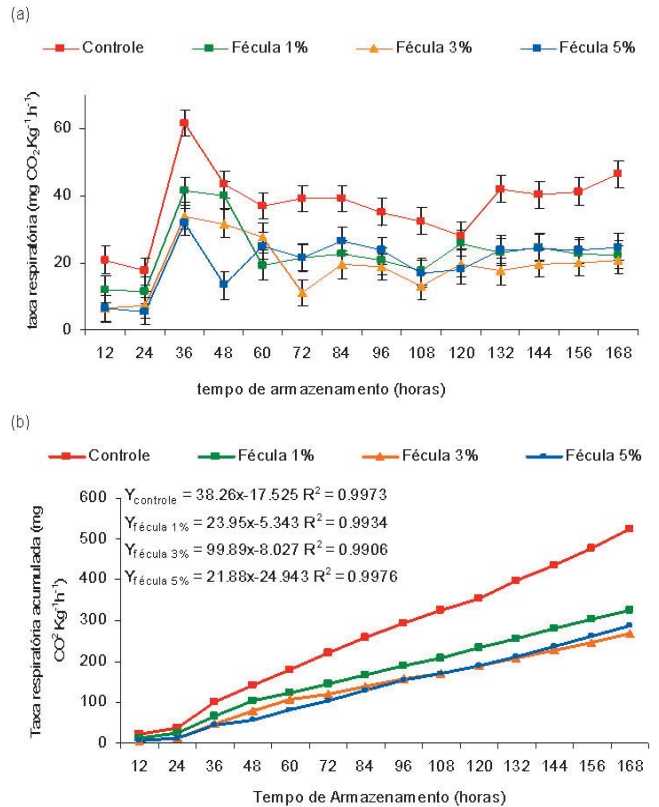 (a)
Controle Fécula 1% Fécula 3% Fécula 5%
taxa respiratória (mg CO₂.Kg⁻¹.h⁻¹)
60
40
20
0
12 24 36 48 60 72 84 96 108 120 132 144 156 168
tempo de armazenamento (horas)
(b)
Controle Fécula 1% Fécula 3% Fécula 5%
Taxa respiratória acumulada (mg
CO² Kg⁻¹h⁻¹)
600
500
400
300
200
100
0
Ycontrole = 38.26x-17.525 R² = 0.9973
Yfécula 1% = 23.95x-5.343 R² = 0.9934
Yfécula 3% = 99.89x-8.027 R² = 0.9906
Yfécula 5% = 21.88x-24.943 R² = 0.9976
12 24 36 48 60 72 84 96 108 120 132 144 156 168
Tempo de Armazenamento (horas)